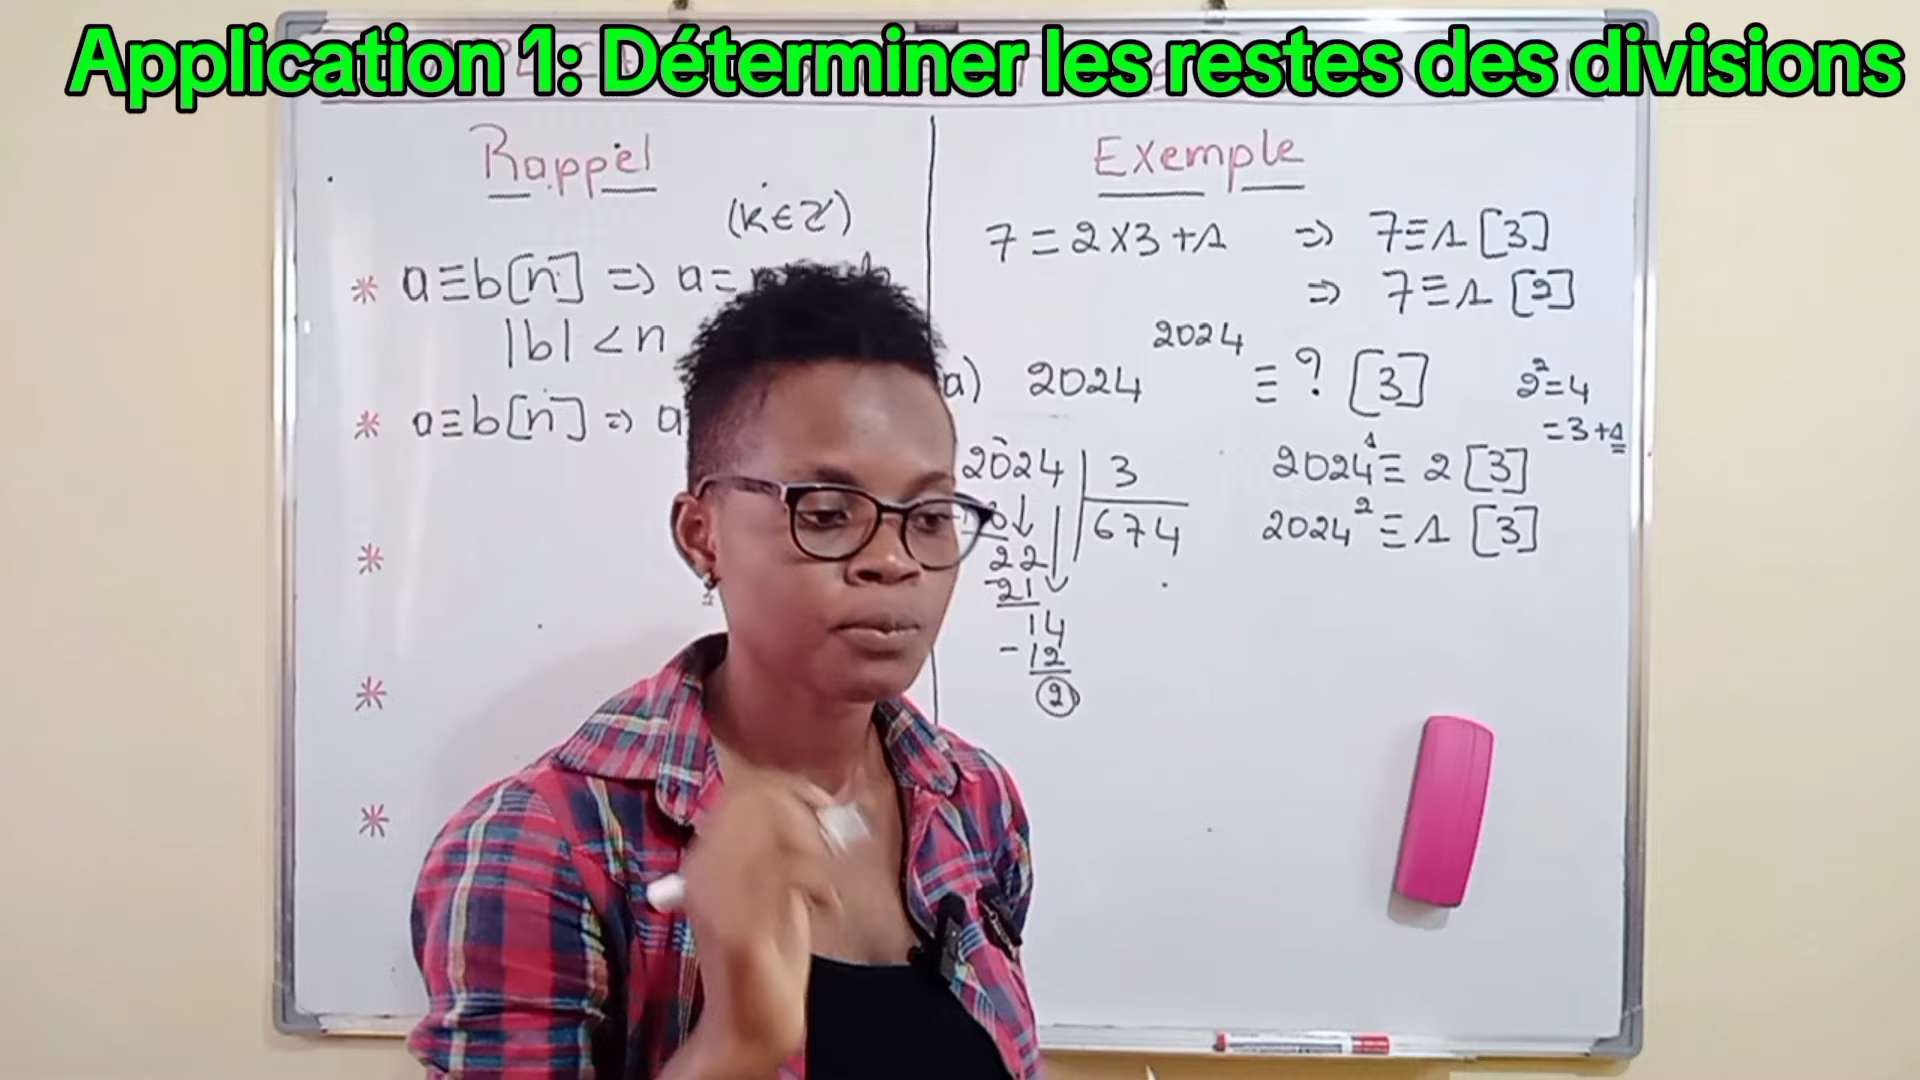 Application 1: Déterminer les restes des divisions
Rappel
(k∈Z)
* a≡b[n] => a=
|b| < n
* a≡b[n] => a
*
*
*
Exemple
7 = 2×3+1 => 7≡1 [3]
=> 7≡1 [2]
a) 2024^2024 ≡ ? [3]
2²=4
=3+1
2024 | 3
674
22
-21
14
-12
2
2024^1 ≡ 2 [3]
2024² ≡ 1 [3]